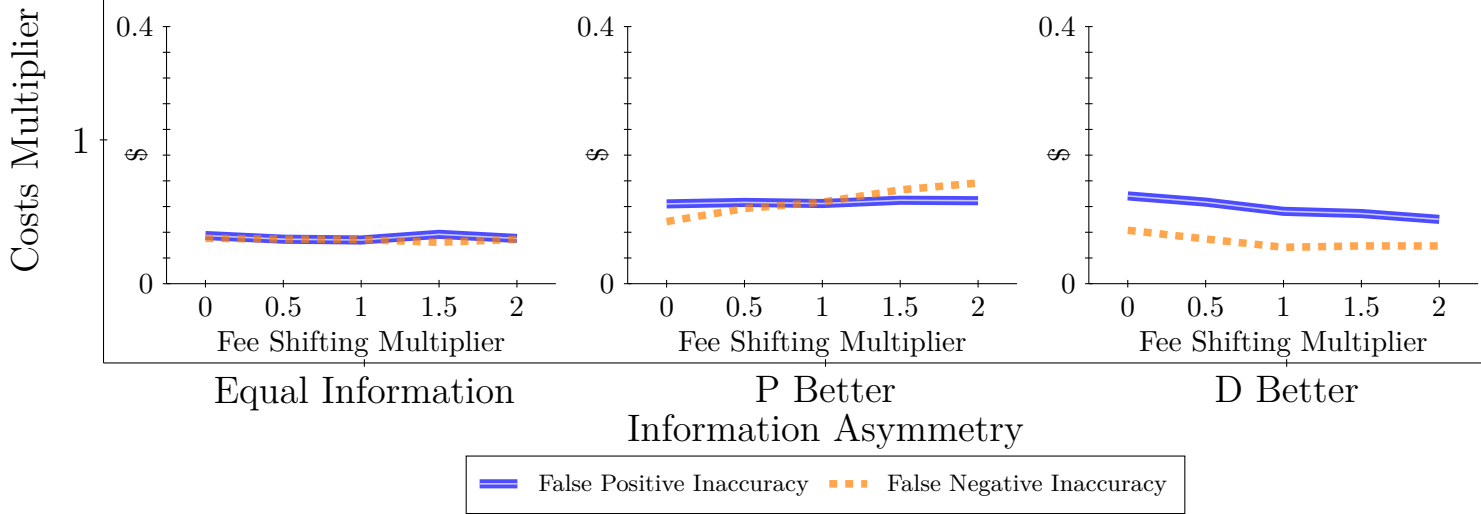 Costs Multiplier
1
0.4
0
$
0 0.5 1 1.5 2
Fee Shifting Multiplier
0.4
0
$
0 0.5 1 1.5 2
Fee Shifting Multiplier
0.4
0
$
0 0.5 1 1.5 2
Fee Shifting Multiplier
Equal Information
P Better
D Better
Information Asymmetry
False Positive Inaccuracy
False Negative Inaccuracy